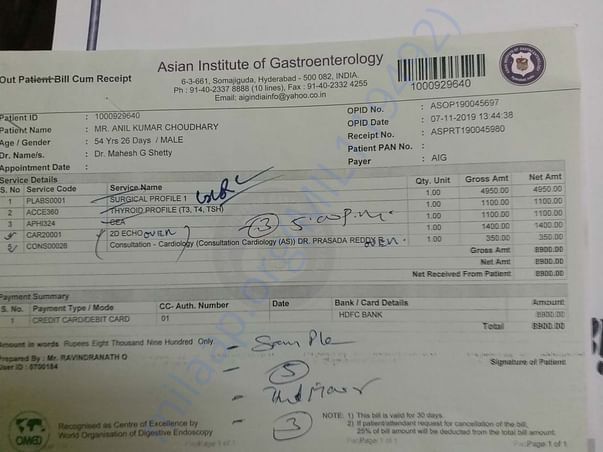 Asian Institute of Gastroenterology
Out Patient Bill Cum Receipt
6-3-661, Somajiguda, Hyderabad - 500 082, INDIA.
Ph : 91-40-2337 8888 (10 lines), Fax : 91-40-2332 4255
Email: aigindiainfo@yahoo.co.in
1000929640
Patient ID : 1000929640
Patient Name : MR. ANIL KUMAR CHOUDHARY
Age / Gender : 54 Yrs 26 Days / MALE
Dr. Name/s. : Dr. Mahesh G Shetty
Appointment Date :
OPID No. : ASOP190045697
OPID Date : 07-11-2019 13:44:38
Receipt No. : ASPRT190045980
Patient PAN No. :
Payer : AIG
Service Details
S. No Service Code Service Name Qty. Unit Gross Amt Net Amt
1 PLABS0001 SURGICAL PROFILE 1 1.00 4950.00 4950.00
2 ACCE360 THYROID PROFILE (T3, T4, TSH) 1.00 1100.00 1100.00
3 APHI324 CEA 1.00 1100.00 1100.00
4 CAR20001 2D ECHO 1.00 1400.00 1400.00
5 CONS00026 Consultation - Cardiology (Consultation Cardiology (AS)) DR. PRASADA REDDY 1.00 350.00 350.00
3
Gross Amt 8900.00
Net Amt 8900.00
Net Received From Patient 8900.00
Payment Summary
S. No. Payment Type / Mode CC- Auth. Number Date Bank / Card Details Amount
1 CREDIT CARD/DEBIT CARD 01 HDFC BANK 8900.00
Total 8900.00
Amount in words Rupees Eight Thousand Nine Hundred Only
Prepared By : Mr. RAVINDRANATH O
User ID : 0700184
Signature of Patient
5
3
OMED
Recognised as Centre of Excellence by
World Organisation of Digestive Endoscopy
NOTE: 1) This bill is valid for 30 days.
2) If patient/attendant request for cancellation of the bill,
25% of bill amount will be deducted from the total bill amount.
Page 1 of 1